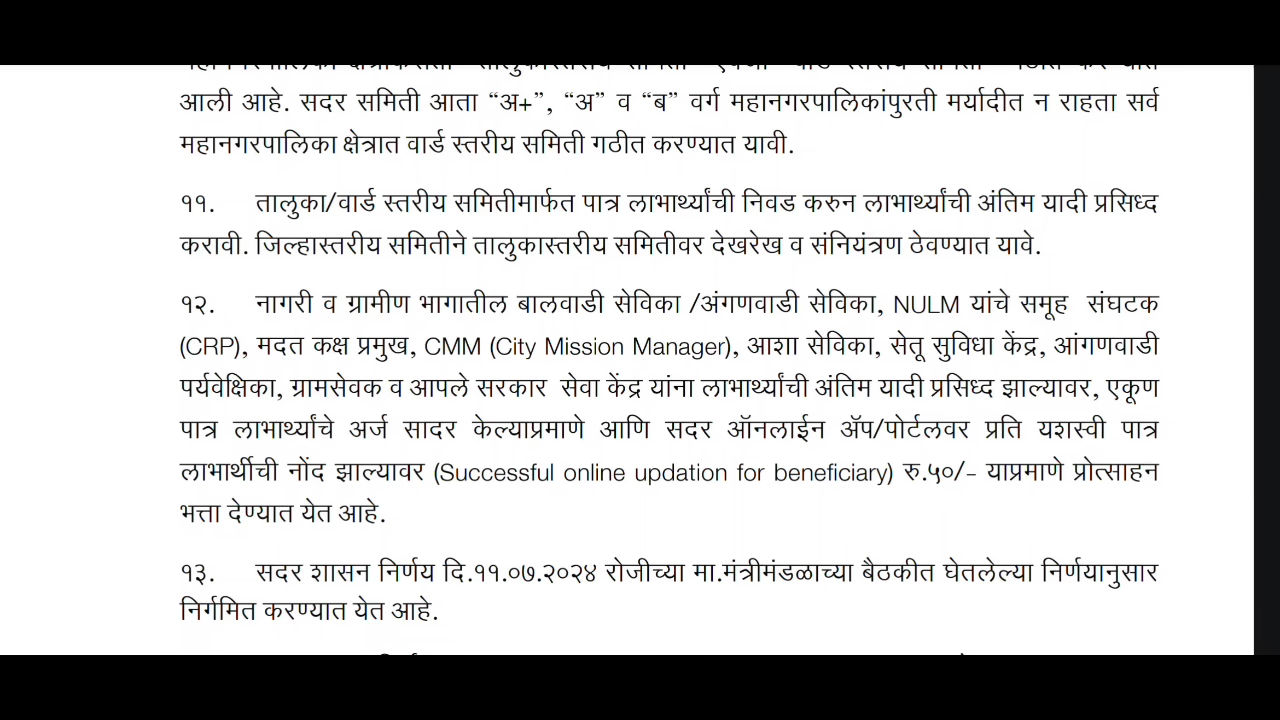 आली आहे. सदर समिती आता “अ+”, “अ” व “ब” वर्ग महानगरपालिकांपुरती मर्यादीत न राहता सर्व
महानगरपालिका क्षेत्रात वार्ड स्तरीय समिती गठीत करण्यात यावी.
११. तालुका/वार्ड स्तरीय समितीमार्फत पात्र लाभार्थ्यांची निवड करुन लाभार्थ्यांची अंतिम यादी प्रसिध्द
करावी. जिल्हास्तरीय समितीने तालुकास्तरीय समितीवर देखरेख व संनियंत्रण ठेवण्यात यावे.
१२. नागरी व ग्रामीण भागातील बालवाडी सेविका /अंगणवाडी सेविका, NULM यांचे समूह संघटक
(CRP), मदत कक्ष प्रमुख, CMM (City Mission Manager), आशा सेविका, सेतू सुविधा केंद्र, आंगणवाडी
पर्यवेक्षिका, ग्रामसेवक व आपले सरकार सेवा केंद्र यांना लाभार्थ्यांची अंतिम यादी प्रसिध्द झाल्यावर, एकूण
पात्र लाभार्थ्यांचे अर्ज सादर केल्याप्रमाणे आणि सदर ऑनलाईन ॲप/पोर्टलवर प्रति यशस्वी पात्र
लाभार्थीची नोंद झाल्यावर (Successful online updation for beneficiary) रु.५०/- याप्रमाणे प्रोत्साहन
भत्ता देण्यात येत आहे.
१३. सदर शासन निर्णय दि.११.०७.२०२४ रोजीच्या मा.मंत्रीमंडळाच्या बैठकीत घेतलेल्या निर्णयानुसार
निर्गमित करण्यात येत आहे.